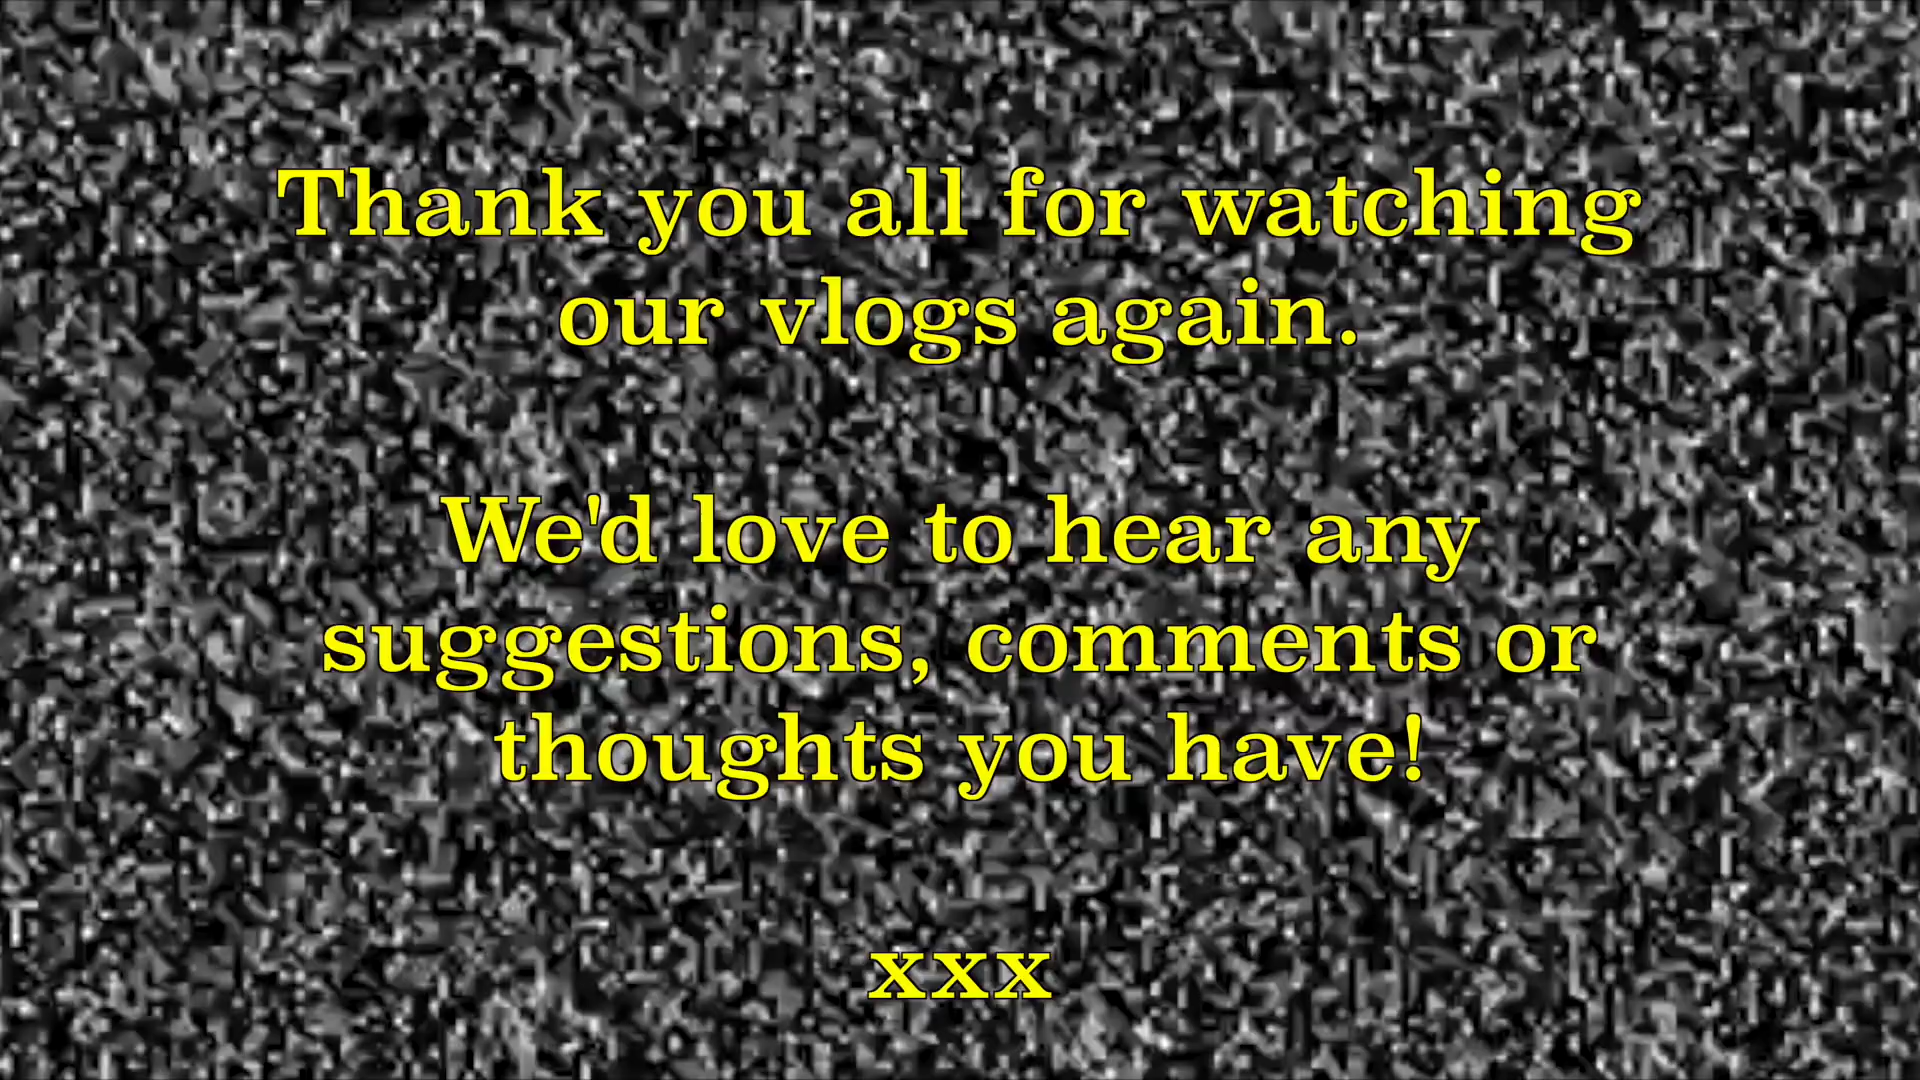 Thank you all for watching
our vlogs again.
We'd love to hear any
suggestions, comments or
thoughts you have!
xxx